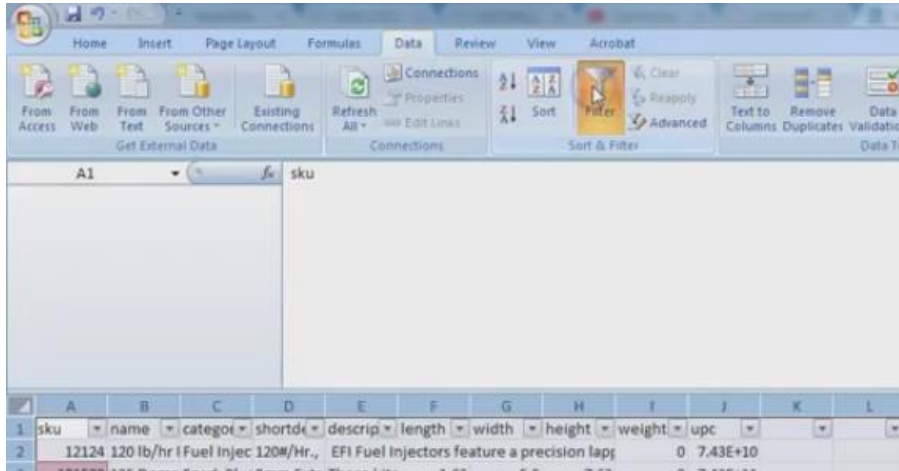 Home Insert Page Layout Formulas Data Review View Acrobat
From Access
From Web
From Text
From Other Sources
Existing Connections
Get External Data
Refresh All
Connections
Properties
Edit Links
Connections
Sort
Filter
Clear
Reapply
Advanced
Sort & Filter
Text to Columns
Remove Duplicates
Data Validatio
Data T
A1 fx sku
A B C D E F G H I J K L
1 sku name categor shortde descrip length width height weight upc
2 12124 120 lb/hr I Fuel Injec 120#/Hr., EFI Fuel Injectors feature a precision lapp 0 7.43E+10